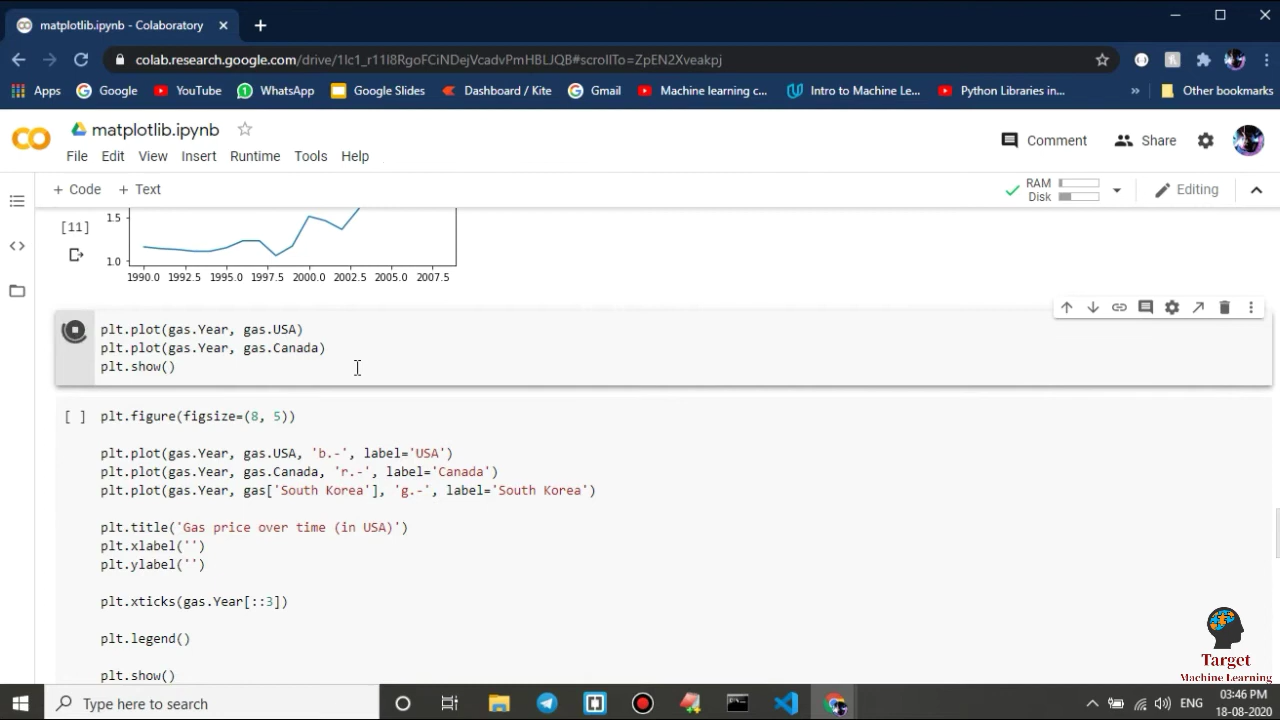 matplotlib.ipynb - Colaboratory
colab.research.google.com/drive/1lc1_r11I8RgoFCiNDejVcadvPmHBLJQB#scrollTo=ZpEN2Xveakpj
Apps Google YouTube WhatsApp Google Slides Dashboard / Kite Gmail Machine learning c... Intro to Machine Le... Python Libraries in... » Other bookmarks
matplotlib.ipynb
Comment Share
File Edit View Insert Runtime Tools Help
+ Code + Text
RAM
Disk
Editing
1.5
[11]
1.0
1990.0 1992.5 1995.0 1997.5 2000.0 2002.5 2005.0 2007.5
plt.plot(gas.Year, gas.USA)
plt.plot(gas.Year, gas.Canada)
plt.show()
[ ] plt.figure(figsize=(8, 5))
plt.plot(gas.Year, gas.USA, 'b.-', label='USA')
plt.plot(gas.Year, gas.Canada, 'r.-', label='Canada')
plt.plot(gas.Year, gas['South Korea'], 'g.-', label='South Korea')
plt.title('Gas price over time (in USA)')
plt.xlabel('')
plt.ylabel('')
plt.xticks(gas.Year[::3])
plt.legend()
plt.show()
Target
Machine Learning
Type here to search
ENG
03:46 PM
18-08-2020